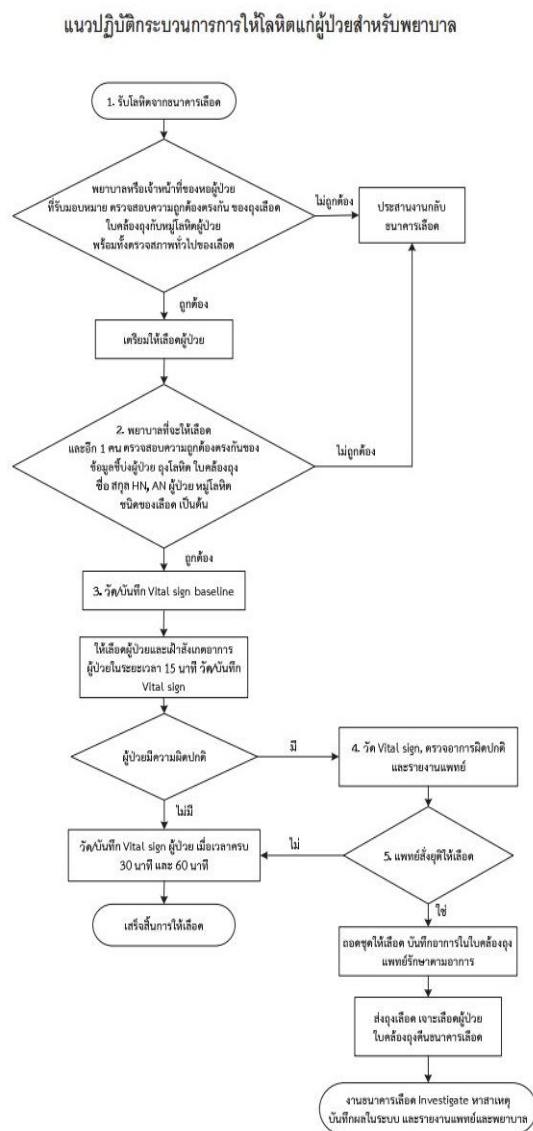 แนวปฏิบัติกระบวนการการให้โลหิตแก่ผู้ป่วยสำหรับพยาบาล
1. รับโลหิตจากธนาคารเลือด
พยาบาลหรือเจ้าหน้าที่ของหอผู้ป่วย
ที่รับมอบหมาย ตรวจสอบความถูกต้องตรงกัน ของถุงเลือด
ใบคล้องถุงกับหมู่โลหิตผู้ป่วย
พร้อมทั้งตรวจสภาพทั่วไปของเลือด
ไม่ถูกต้อง
ประสานงานกลับ
ธนาคารเลือด
ถูกต้อง
เตรียมให้เลือดผู้ป่วย
2. พยาบาลที่จะให้เลือด
และอีก 1 คน ตรวจสอบความถูกต้องตรงกันของ
ข้อมูลชี้บ่งผู้ป่วย ถุงโลหิต ใบคล้องถุง
ชื่อ สกุล HN, AN ผู้ป่วย หมู่โลหิต
ชนิดของเลือด เป็นต้น
ไม่ถูกต้อง
ถูกต้อง
3. วัด/บันทึก Vital sign baseline
ให้เลือดผู้ป่วยและเฝ้าสังเกตอาการ
ผู้ป่วยในระยะเวลา 15 นาที วัด/บันทึก
Vital sign
ผู้ป่วยมีความผิดปกติ
มี
4. วัด Vital sign, ตรวจอาการผิดปกติ
และรายงานแพทย์
ไม่มี
วัด/บันทึก Vital sign ผู้ป่วย เมื่อเวลาครบ
30 นาที และ 60 นาที
ไม่
5. แพทย์สั่งยุติให้เลือด
เสร็จสิ้นการให้เลือด
ใช่
ถอดชุดให้เลือด บันทึกอาการในใบคล้องถุง
แพทย์รักษาตามอาการ
ส่งถุงเลือด เจาะเลือดผู้ป่วย
ใบคล้องถุงคืนธนาคารเลือด
งานธนาคารเลือด Investigate หาสาเหตุ
บันทึกผลในระบบ และรายงานแพทย์และพยาบาล